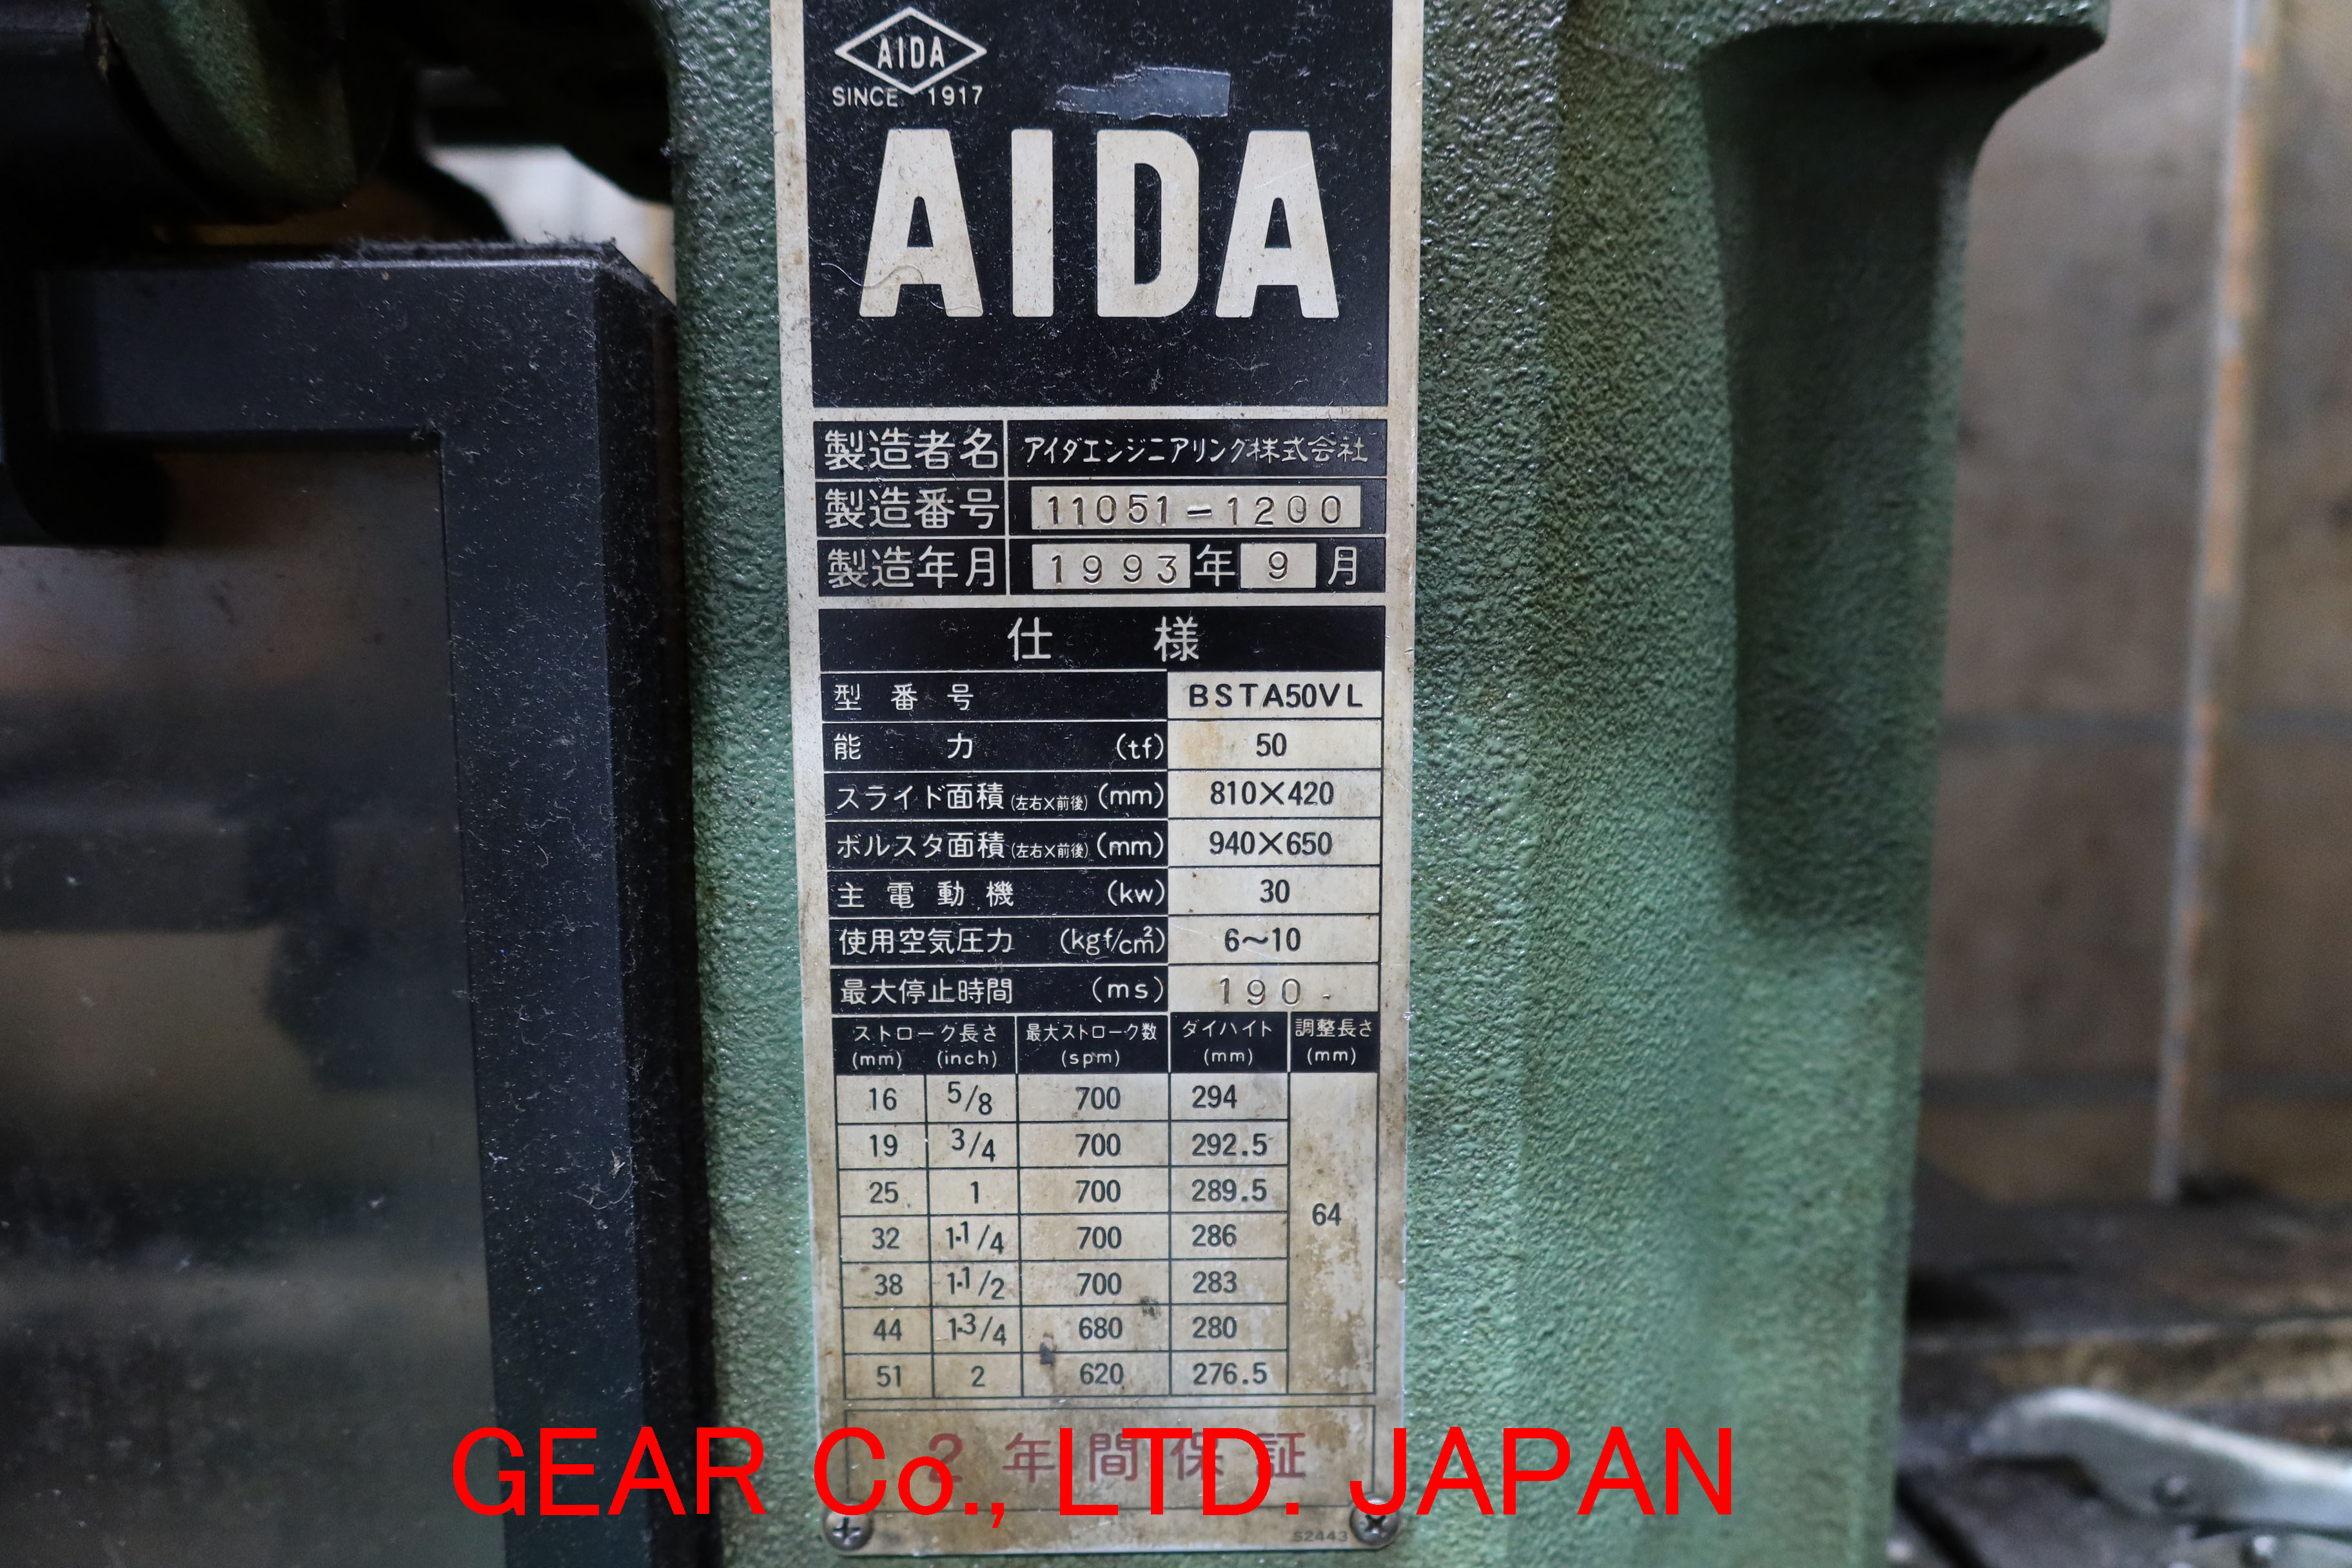 AIDA
SINCE 1917
AIDA
製造者名 アイダエンジニアリング株式会社
製造番号 11051-1200
製造年月 1993年9月
仕様
型番号 BSTA50VL
能力 (tf) 50
スライド面積(左右×前後)(mm) 810×420
ボルスタ面積(左右×前後)(mm) 940×650
主電動機 (kw) 30
使用空気圧力 (kgf/cm²) 6〜10
最大停止時間 (ms) 190
ストローク長さ 最大ストローク数 ダイハイト 調整長さ
(mm) (inch) (spm) (mm) (mm)
16 5/8 700 294
19 3/4 700 292.5
25 1 700 289.5
32 1・1/4 700 286
64
38 1・1/2 700 283
44 1・3/4 680 280
51 2 620 276.5
2年間保証
GEAR Co., LTD. JAPAN
S2443